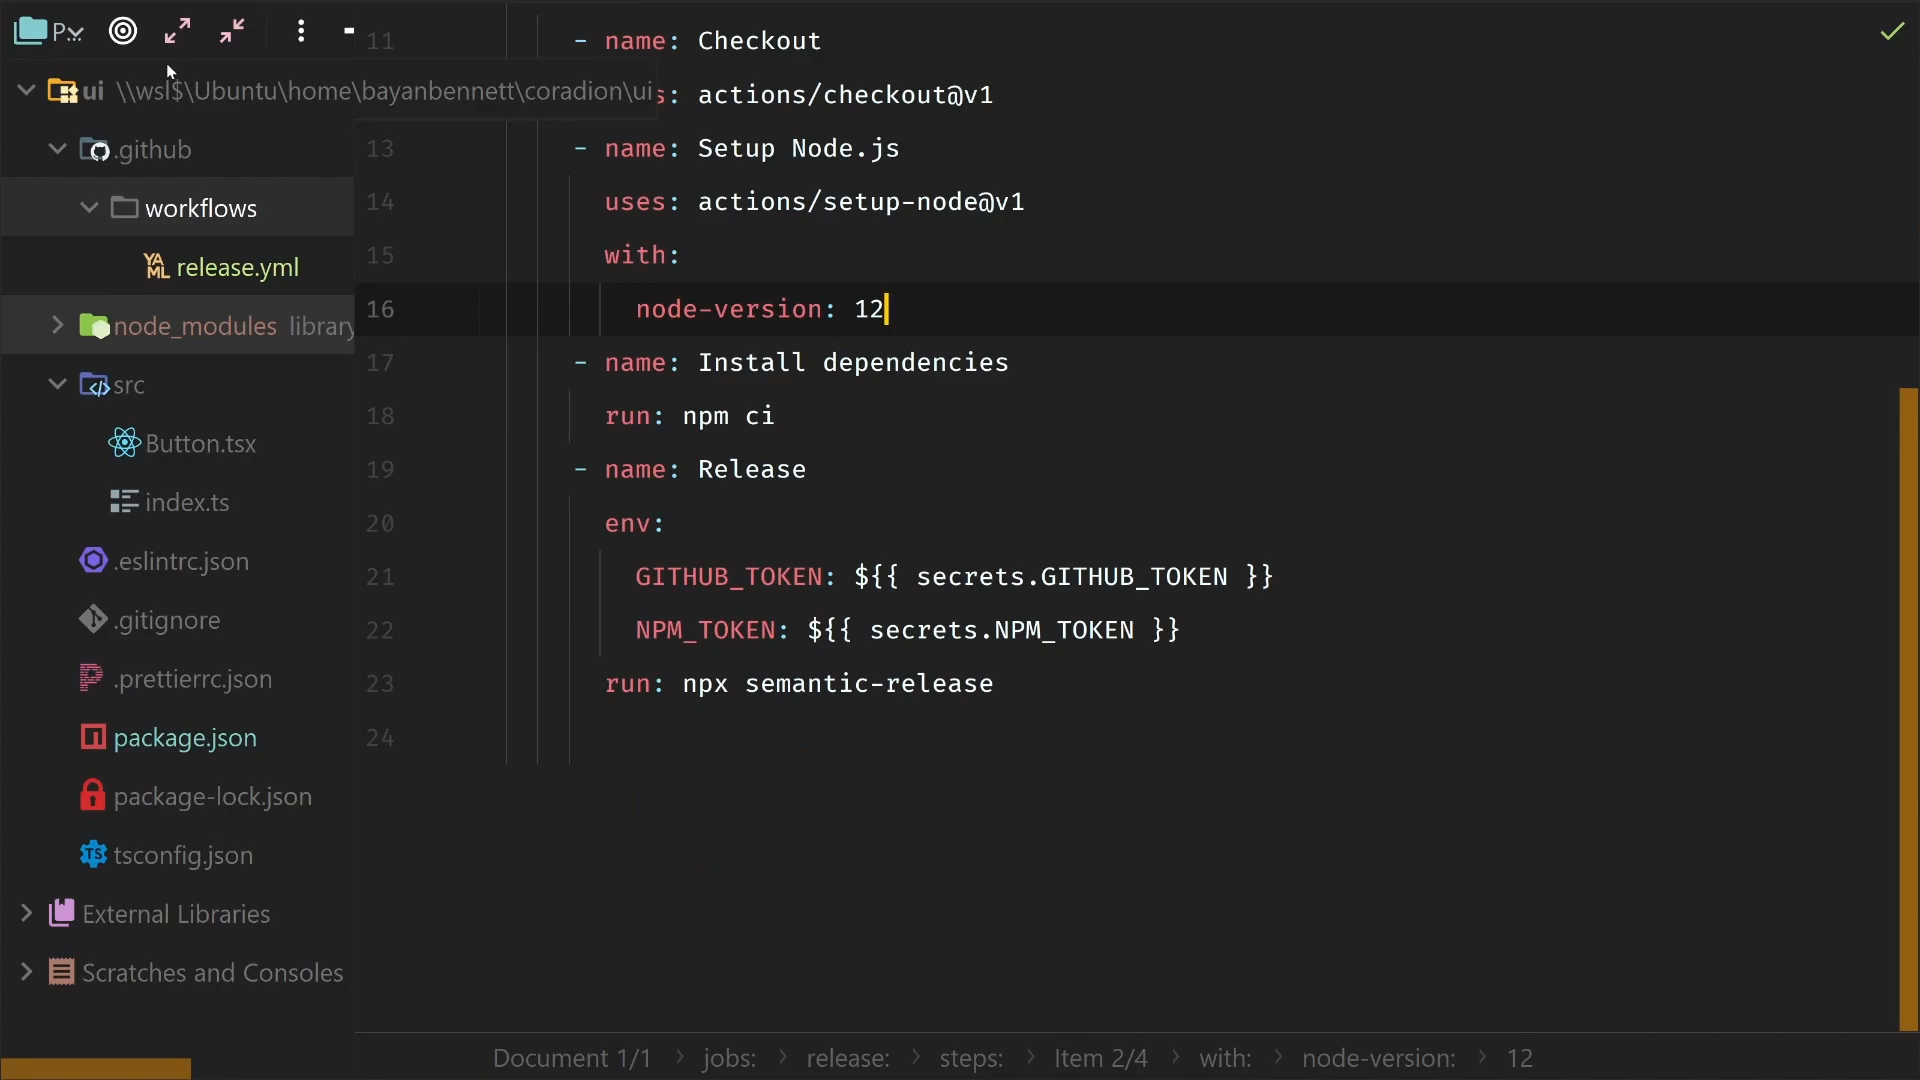 P...
ui \\wsl$\Ubuntu\home\bayanbennett\coradion\ui
.github
workflows
YAML release.yml
node_modules library
src
Button.tsx
index.ts
.eslintrc.json
.gitignore
.prettierrc.json
package.json
package-lock.json
TS tsconfig.json
External Libraries
Scratches and Consoles
11 - name: Checkout
s: actions/checkout@v1
13 - name: Setup Node.js
14 uses: actions/setup-node@v1
15 with:
16 node-version: 12
17 - name: Install dependencies
18 run: npm ci
19 - name: Release
20 env:
21 GITHUB_TOKEN: ${{ secrets.GITHUB_TOKEN }}
22 NPM_TOKEN: ${{ secrets.NPM_TOKEN }}
23 run: npx semantic-release
24
Document 1/1 > jobs: > release: > steps: > Item 2/4 > with: > node-version: > 12